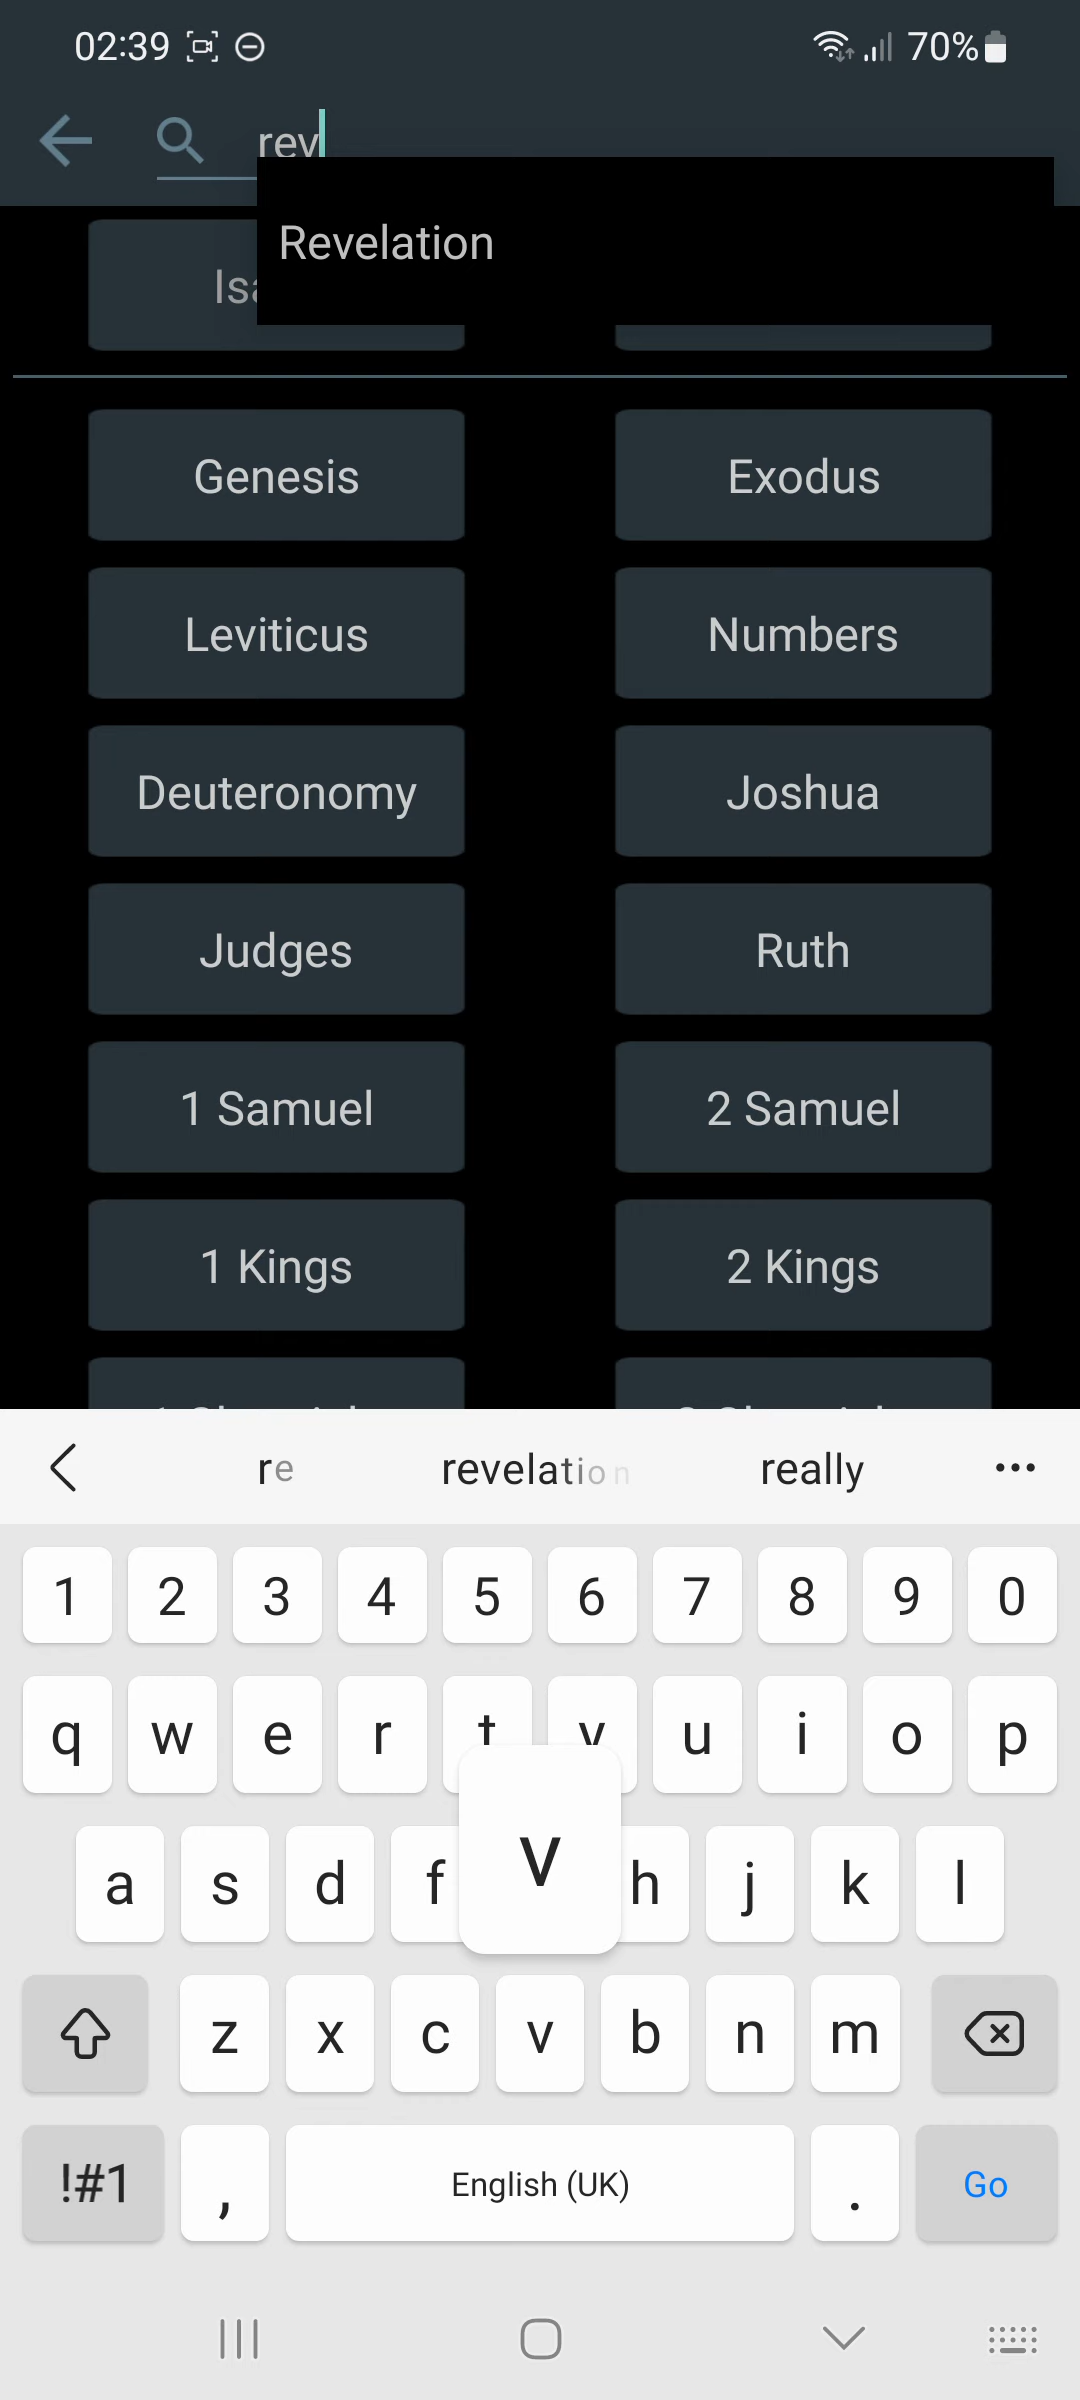 02:39 70%
rev
Revelation
Genesis Exodus
Leviticus Numbers
Deuteronomy Joshua
Judges Ruth
1 Samuel 2 Samuel
1 Kings 2 Kings
re revelation really
1 2 3 4 5 6 7 8 9 0
q w e r t y u i o p
a s d f v h j k l
z x c v b n m
!#1 , English (UK) . Go